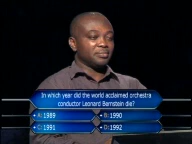 In which year did the world acclaimed orchestra
conductor Leonard Bernstein die?
A: 1989
B: 1990
C: 1991
D: 1992